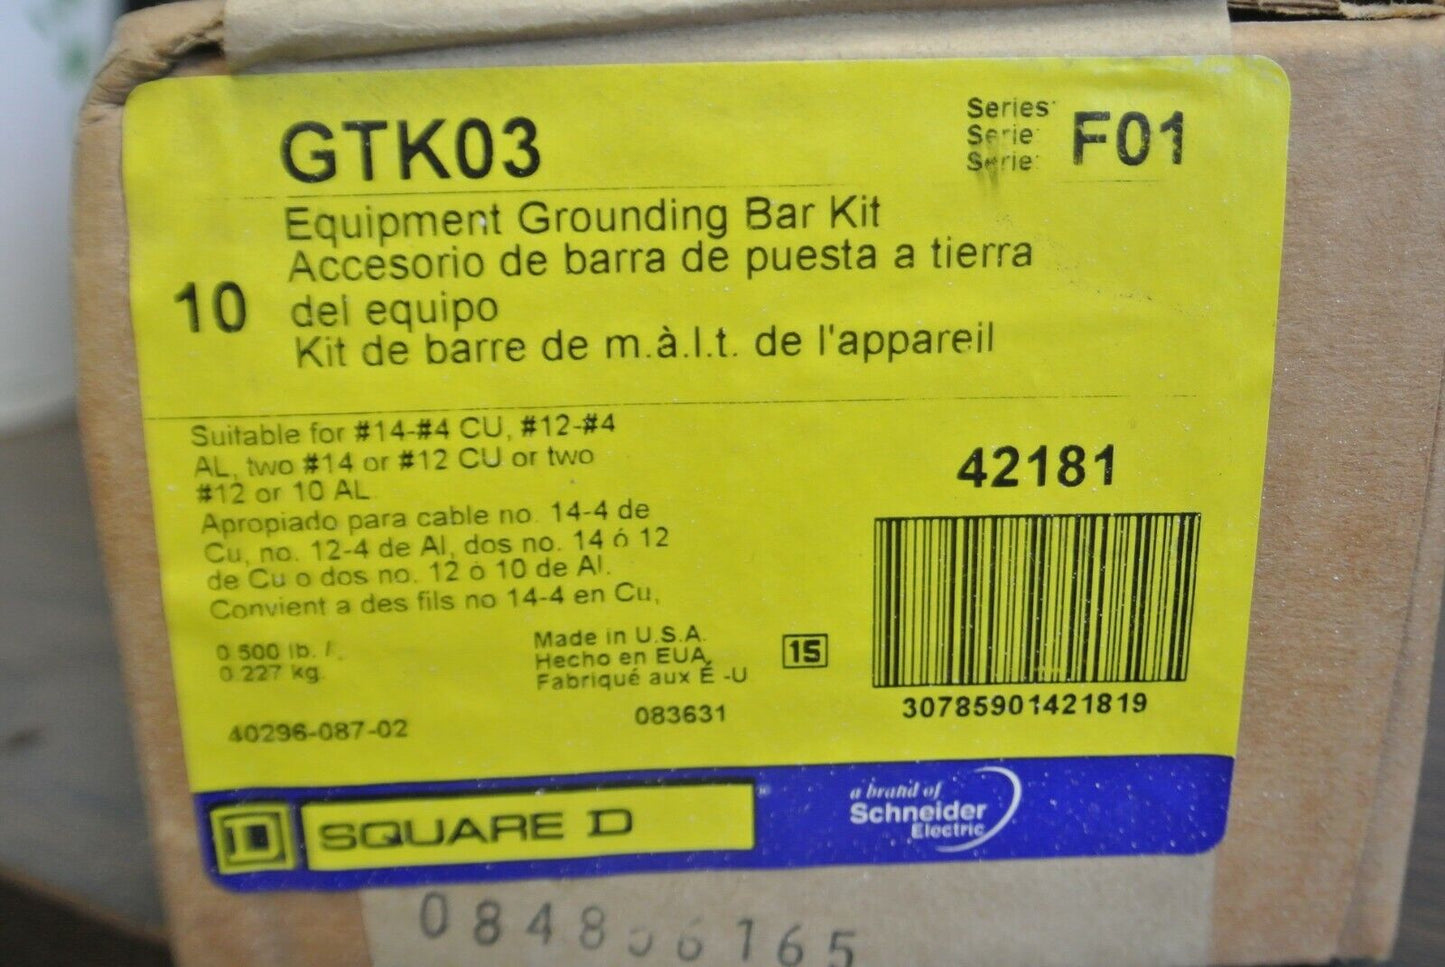 GTK03
Series:
Serie:
Serie:
F01
Equipment Grounding Bar Kit
Accesorio de barra de puesta a tierra
del equipo
10
Kit de barre de m.à.l.t. de l'appareil
Suitable for #14-#4 CU, #12-#4
AL, two #14 or #12 CU or two
#12 or 10 AL.
Apropiado para cable no. 14-4 de
Cu, no. 12-4 de Al, dos no. 14 ó 12
de Cu o dos no. 12 ó 10 de Al.
Convient a des fils no 14-4 en Cu,
42181
30785901421819
0.500 lb. /
0.227 kg.
Made in U.S.A.
Hecho en EUA
Fabriqué aux É.-U
15
083631
40296-087-02
D SQUARE D
a brand of
Schneider
Electric